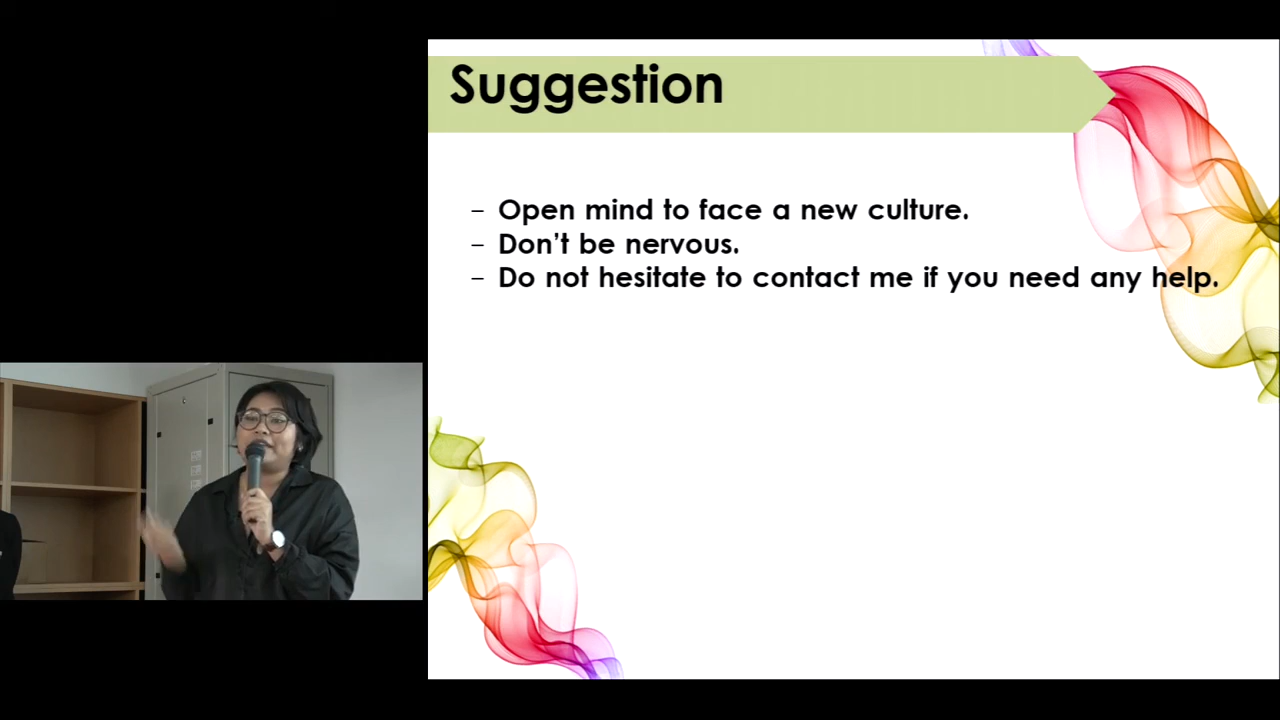 Suggestion
– Open mind to face a new culture.
– Don’t be nervous.
– Do not hesitate to contact me if you need any help.